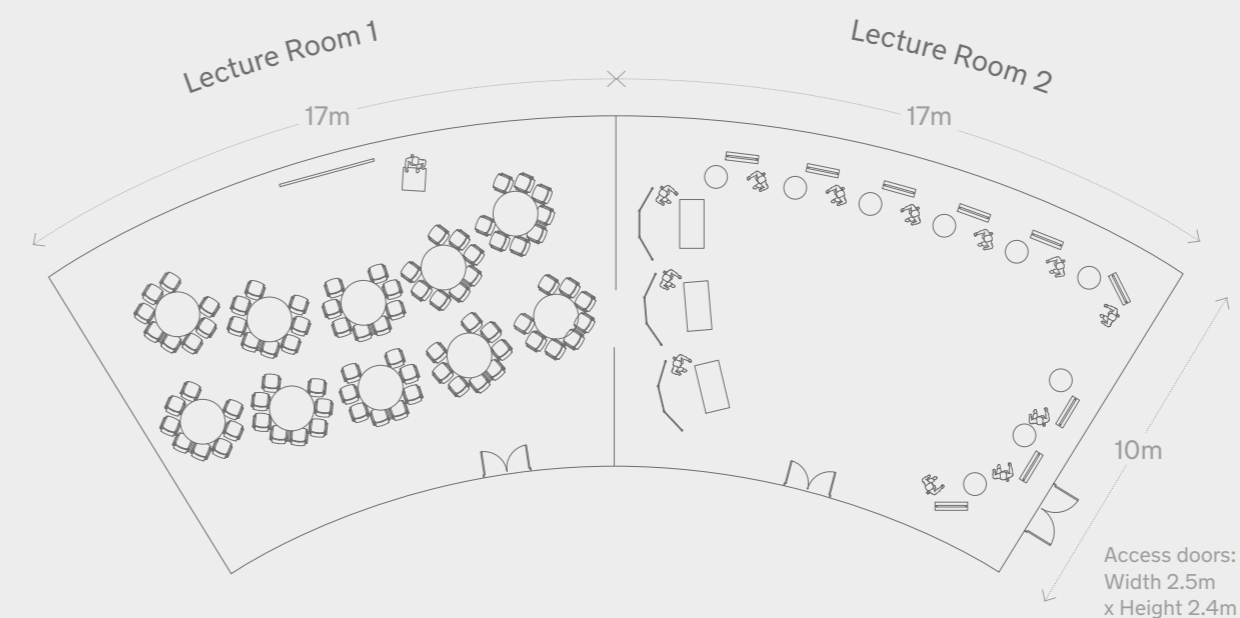 Lecture Room 1
Lecture Room 2
17m
17m
10m
Access doors:
Width 2.5m
x Height 2.4m